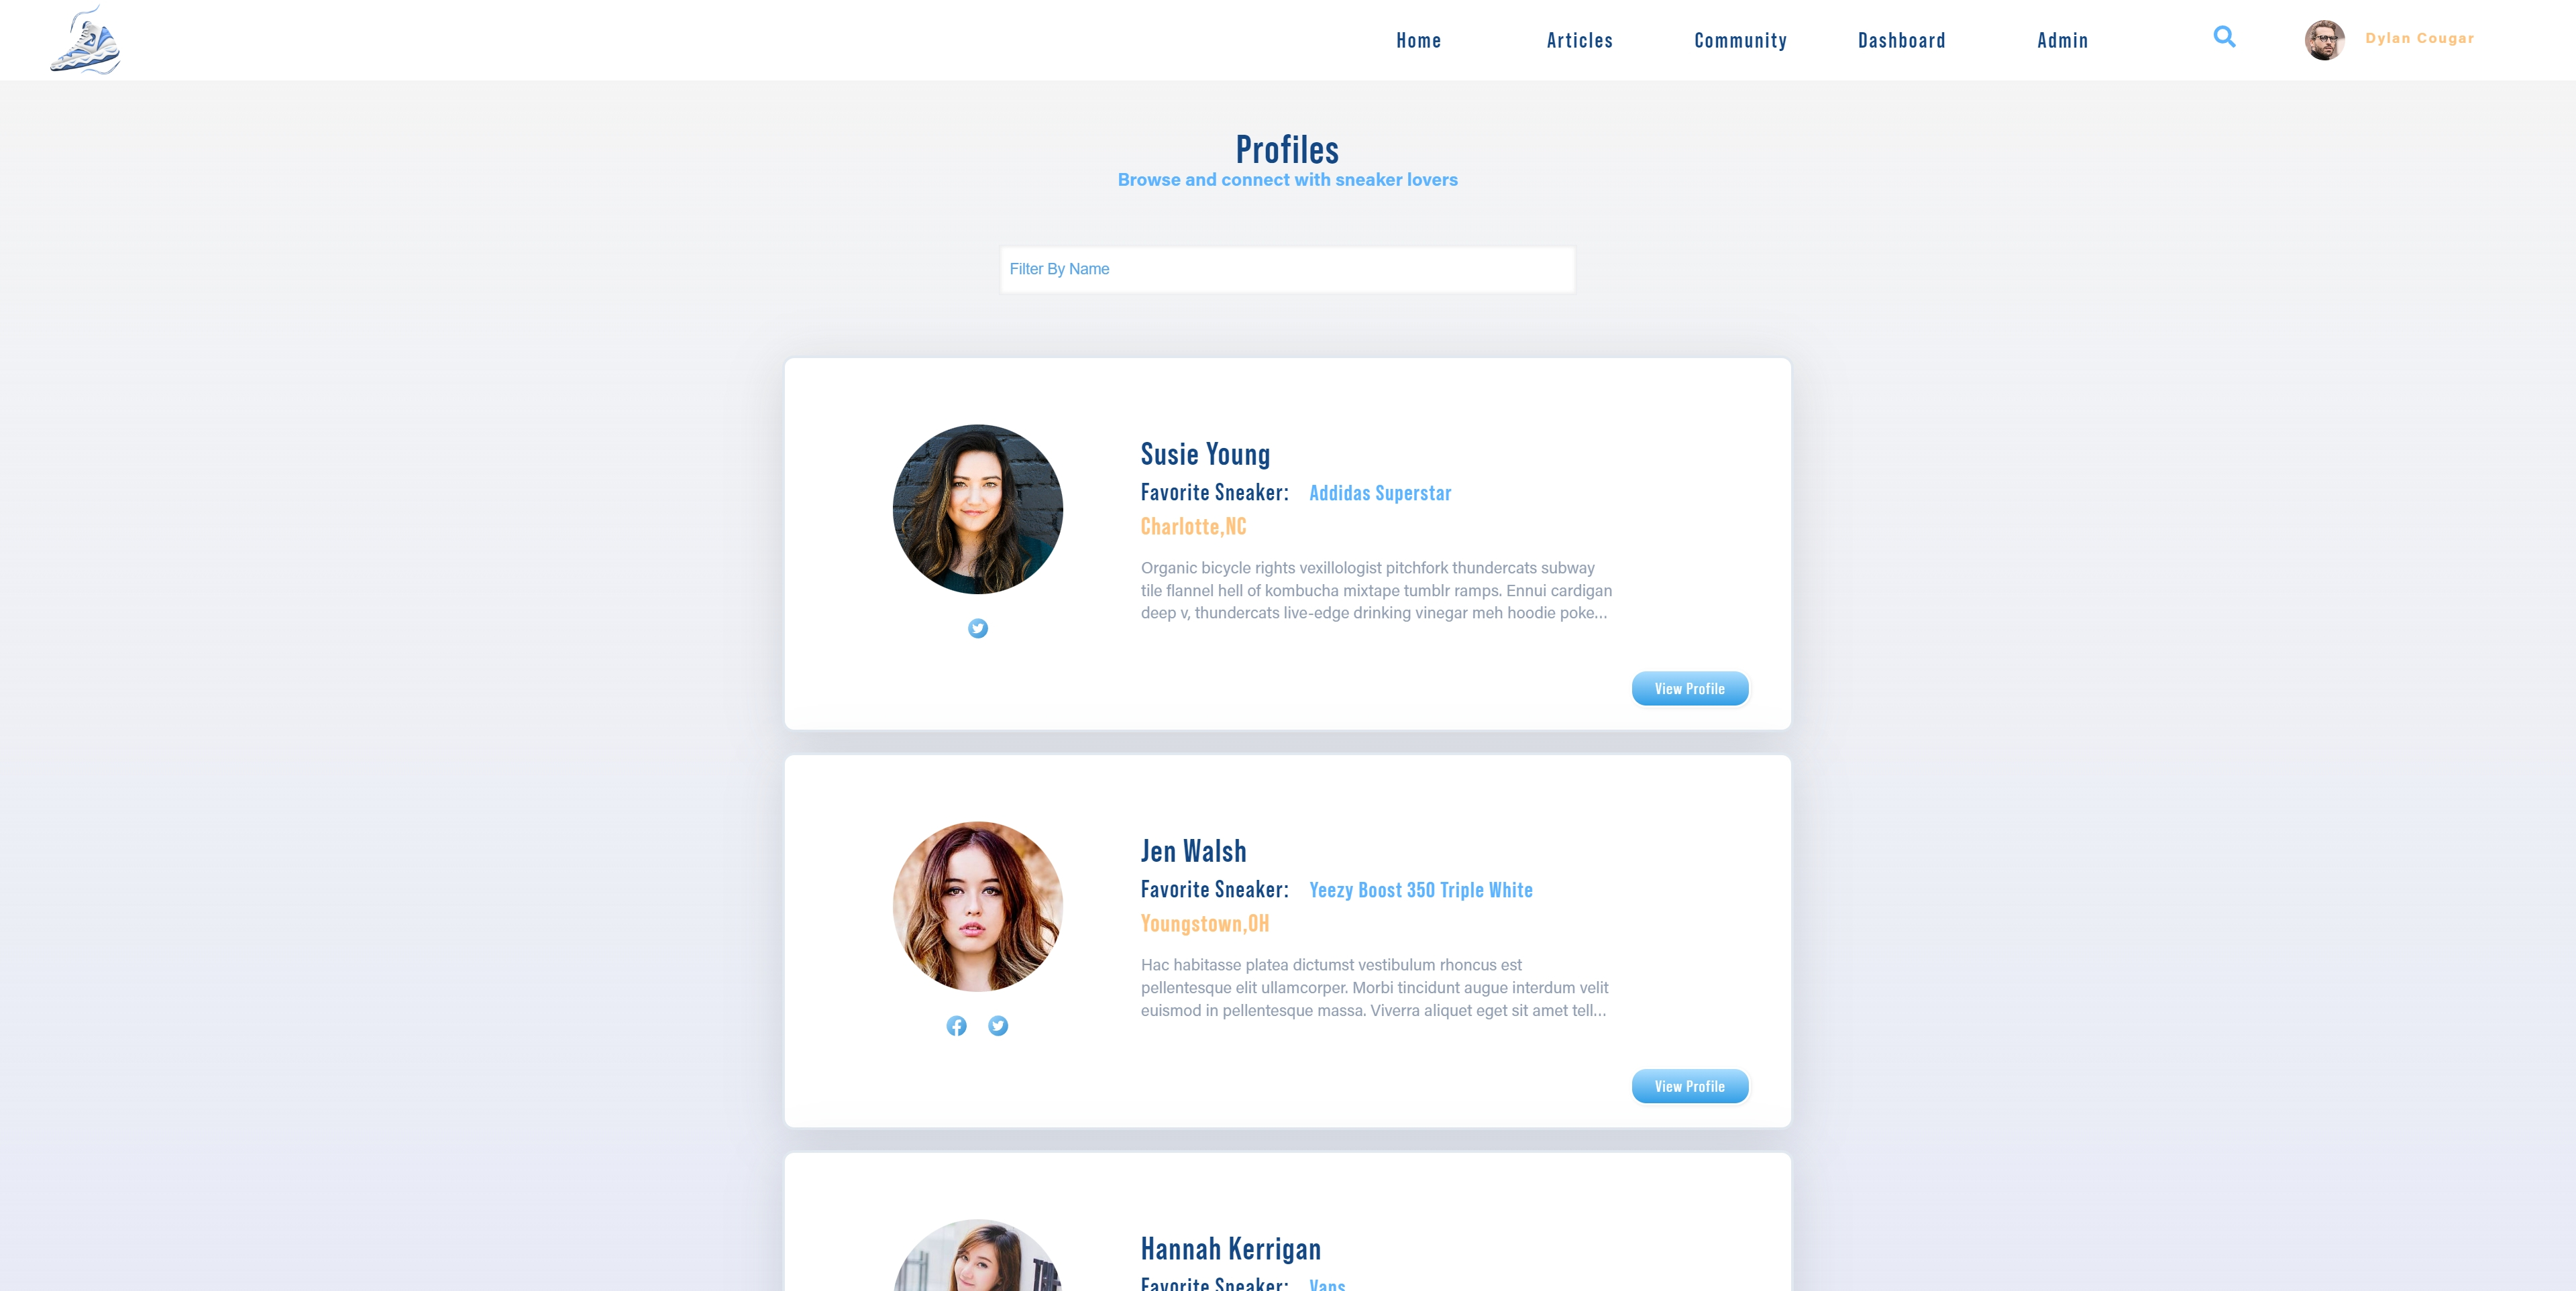 Home Articles Community Dashboard Admin Dylan Cougar
Profiles
Browse and connect with sneaker lovers
Filter By Name
Susie Young
Favorite Sneaker: Addidas Superstar
Charlotte,NC
Organic bicycle rights vexillologist pitchfork thundercats subway
tile flannel hell of kombucha mixtape tumblr ramps. Ennui cardigan
deep v, thundercats live-edge drinking vinegar meh hoodie poke...
View Profile
Jen Walsh
Favorite Sneaker: Yeezy Boost 350 Triple White
Youngstown,OH
Hac habitasse platea dictumst vestibulum rhoncus est
pellentesque elit ullamcorper. Morbi tincidunt augue interdum velit
euismod in pellentesque massa. Viverra aliquet eget sit amet tell...
View Profile
Hannah Kerrigan
Favorite Sneaker: Vans